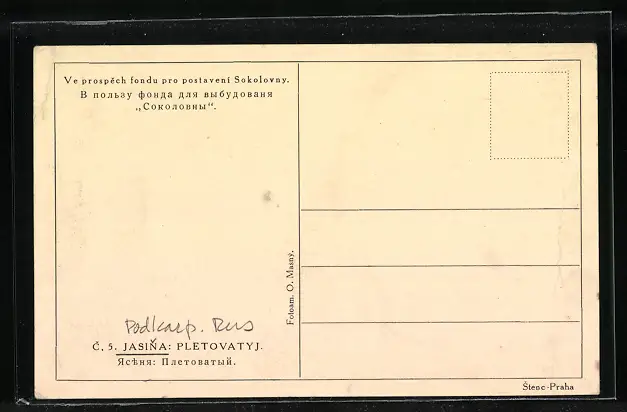 Ve prospěch fondu pro postavení Sokolovny.
В пользу фонда для выбудованя
„Соколовны“.
Fotoam. O. Masný.
Podkarp. Rus
Č. 5. JASIŇA: PLETOVATYJ.
Ясѣня: Плетоватый.
Štenc-Praha